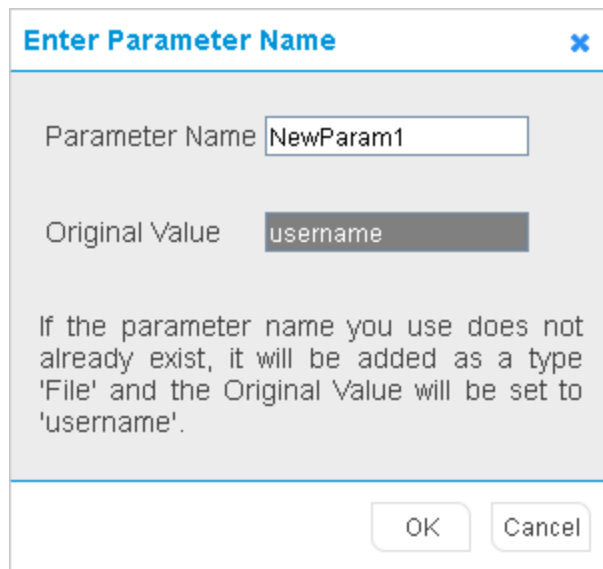 Enter Parameter Name
Parameter Name NewParam1
Original Value username
If the parameter name you use does not
already exist, it will be added as a type
'File' and the Original Value will be set to
'username'.
OK Cancel